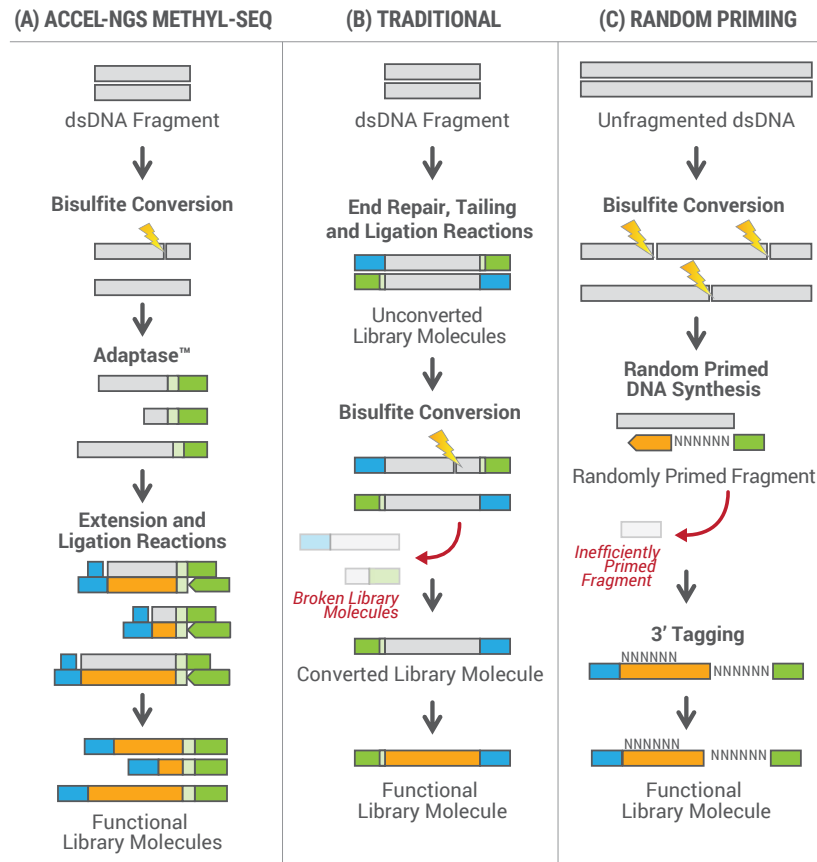 (A) ACCEL-NGS METHYL-SEQ
dsDNA Fragment
Bisulfite Conversion
Adaptase™
Extension and
Ligation Reactions
Functional
Library Molecules
(B) TRADITIONAL
dsDNA Fragment
End Repair, Tailing
and Ligation Reactions
Unconverted
Library Molecules
Bisulfite Conversion
Broken Library
Molecules
Converted Library Molecule
Functional
Library Molecule
(C) RANDOM PRIMING
Unfragmented dsDNA
Bisulfite Conversion
Random Primed
DNA Synthesis
NNNNNN
Randomly Primed Fragment
Inefficiently
Primed
Fragment
3' Tagging
NNNNNN
NNNNNN
NNNNNN
NNNNNN
Functional
Library Molecule